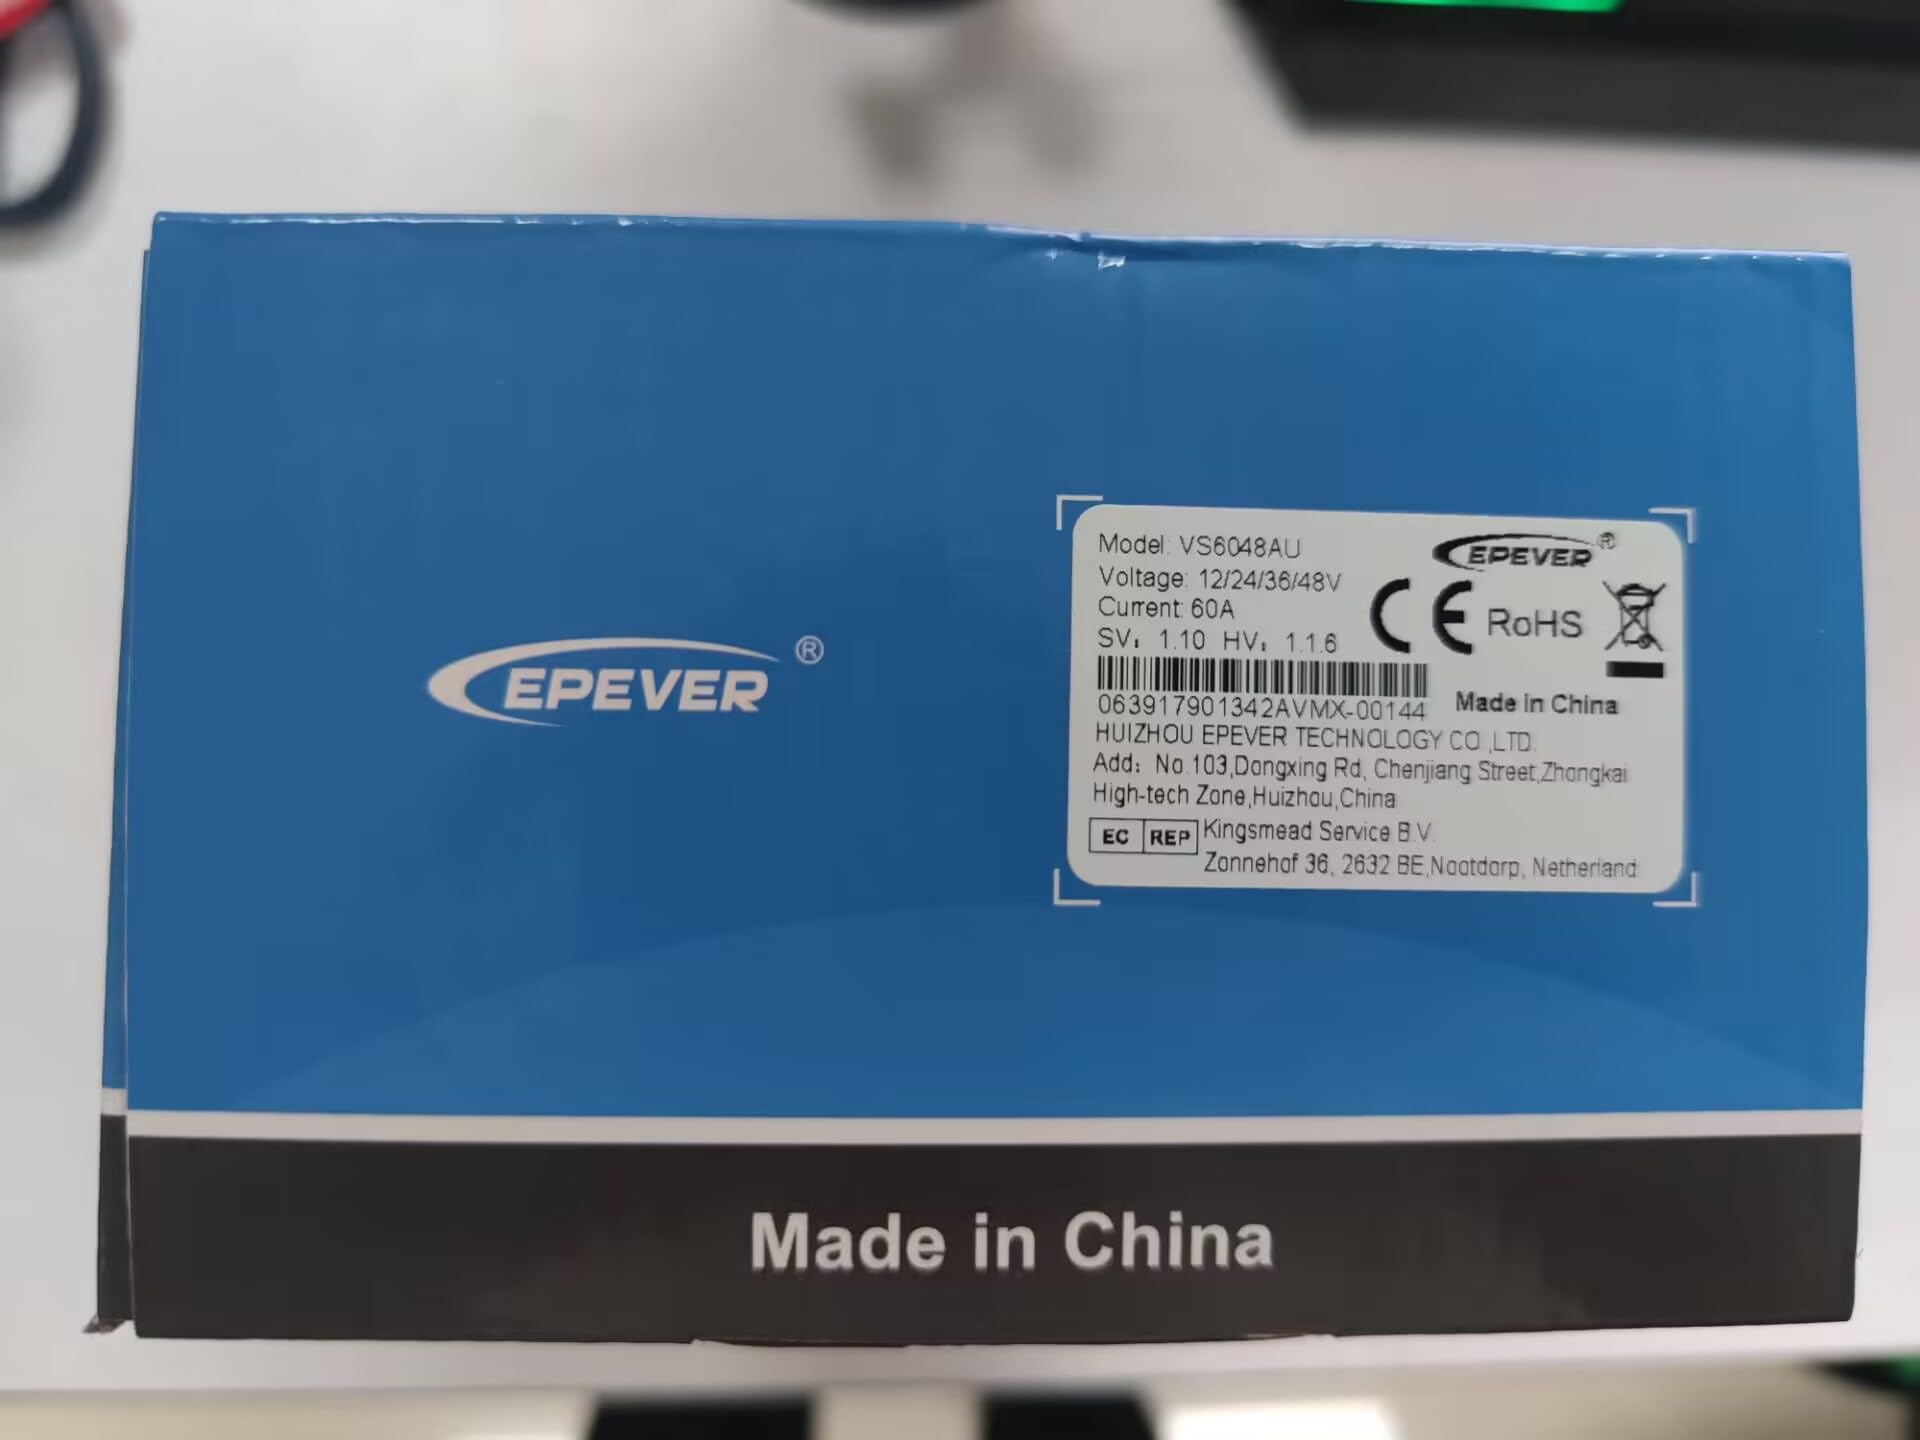 EPEVER ®
Model: VS6048AU
EPEVER ®
Voltage: 12/24/36/48V
Current: 60A
CE RoHS
SV: 1.10 HV: 1.1.6
063917901342AVMX-00144
Made in China
HUIZHOU EPEVER TECHNOLOGY CO.,LTD.
Add: No.103,Dongxing Rd, Chenjiang Street,Zhongkai
High-tech Zone,Huizhou,China
EC REP Kingsmead Service B.V.
Zonnehof 36, 2632 BE,Nootdorp, Netherland
Made in China